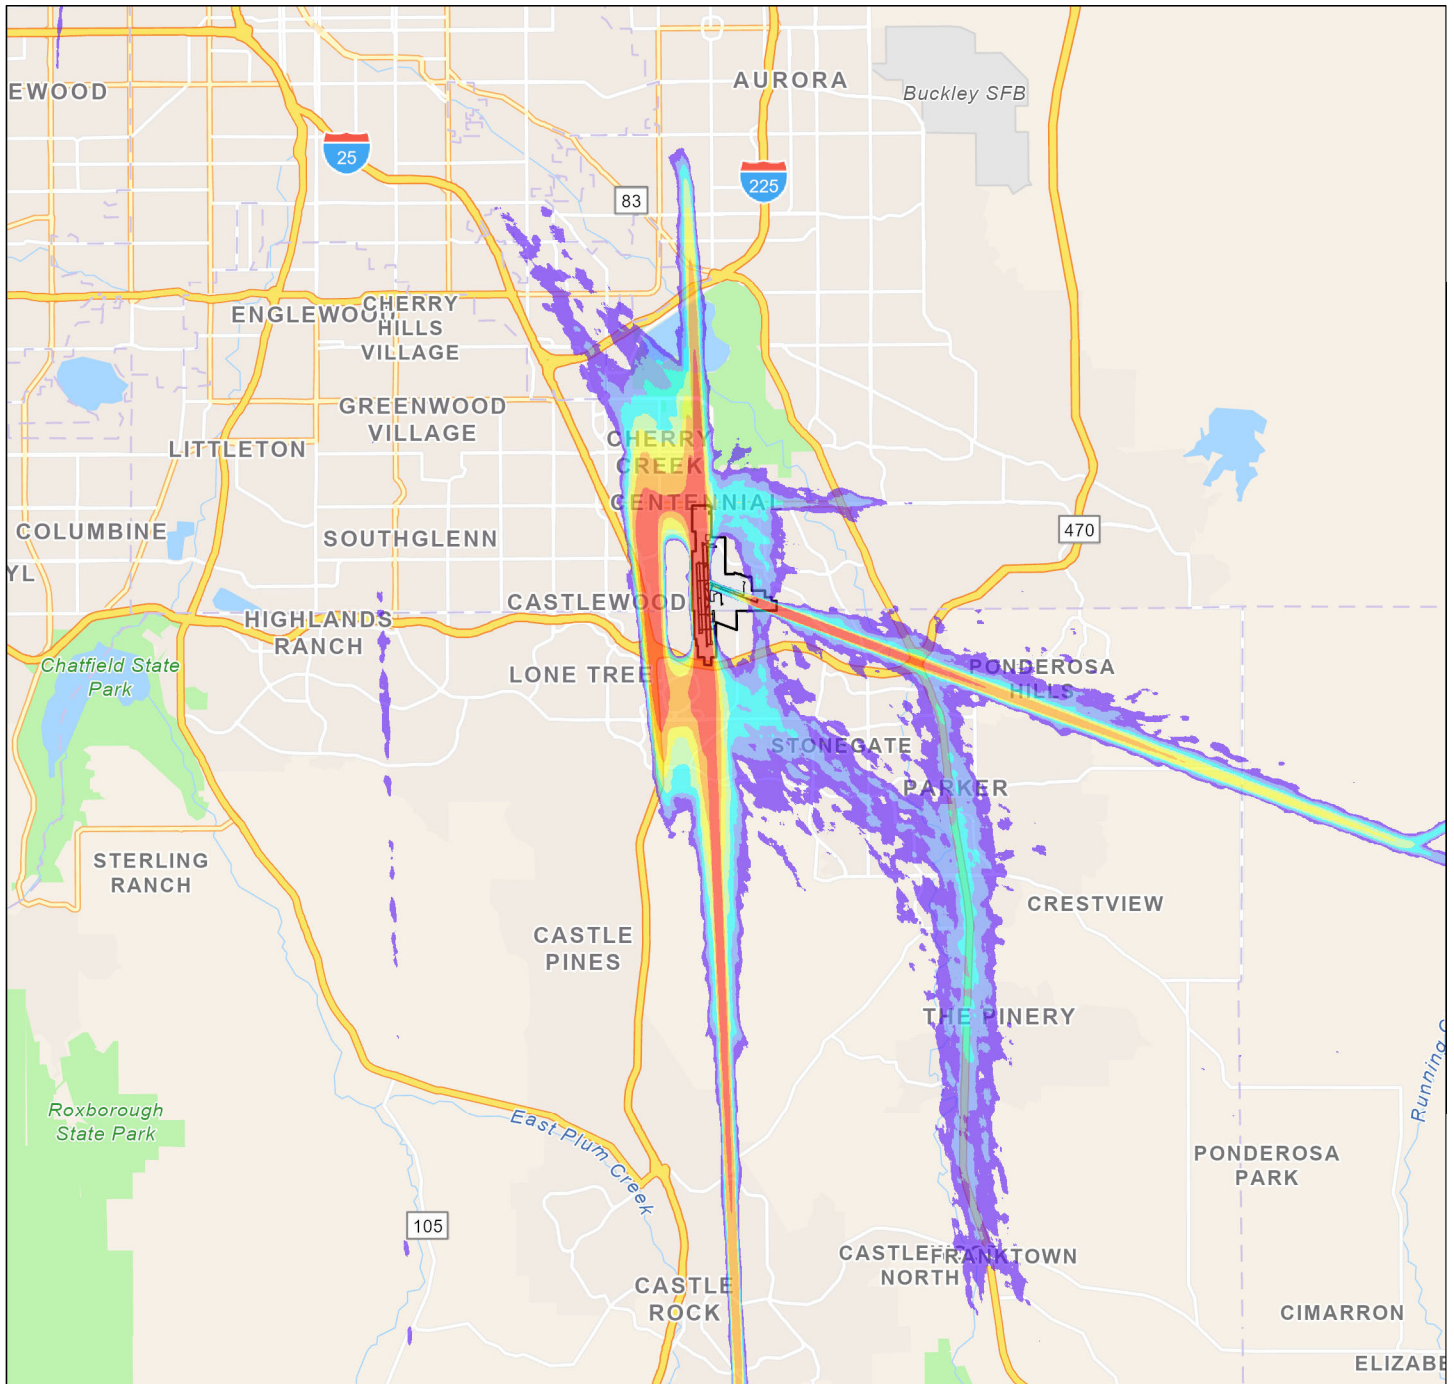 AURORA
EWOOD
Buckley SFB
25
225
83
ENGLEWOOD
CHERRY
HILLS
VILLAGE
GREENWOOD
VILLAGE
LITTLETON
CHERRY
CREEK
CENTENNIAL
COLUMBINE
SOUTHGLENN
470
YL
CASTLEWOOD
HIGHLANDS
RANCH
Chatfield State
Park
LONE TREE
PONDEROSA
HILLS
STONEGATE
PARKER
STERLING
RANCH
CRESTVIEW
CASTLE
PINES
THE PINERY
Running C
Roxborough
State Park
East Plum Creek
PONDEROSA
PARK
105
CASTLE
NORTH
FRANKTOWN
CASTLE
ROCK
CIMARRON
ELIZABE